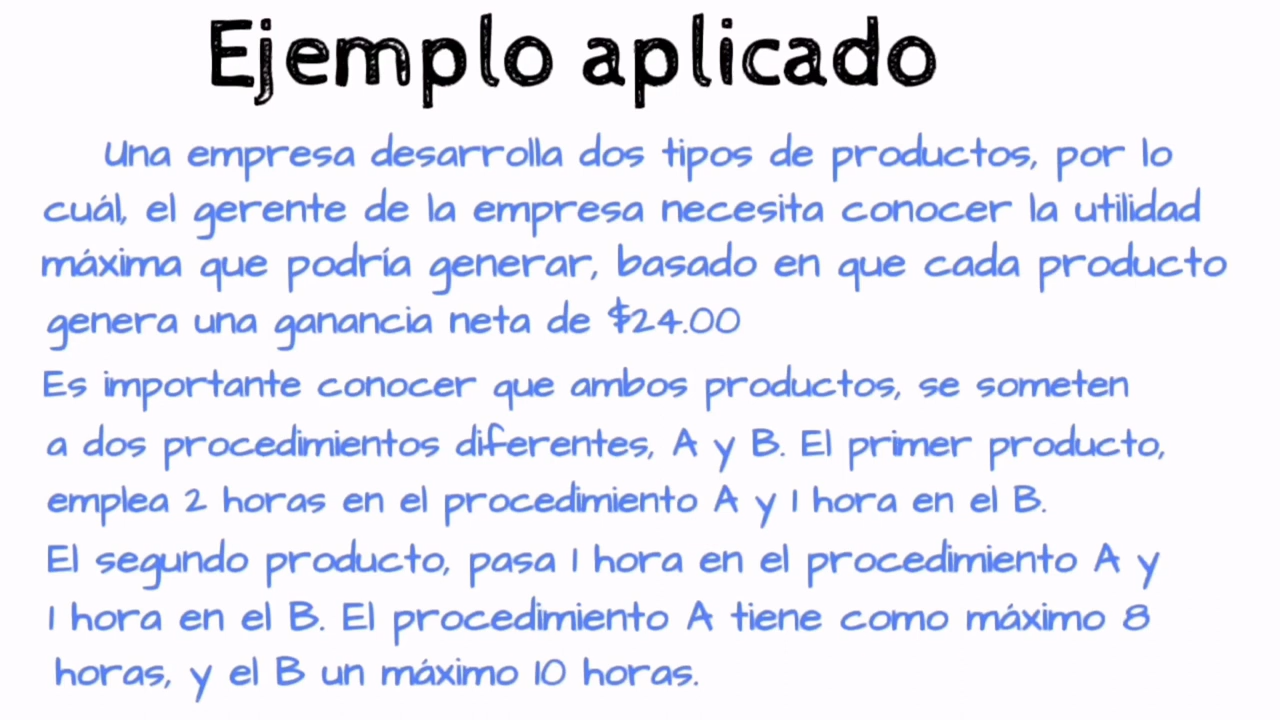 Ejemplo aplicado
Una empresa desarrolla dos tipos de productos, por lo
cuál, el gerente de la empresa necesita conocer la utilidad
máxima que podría generar, basado en que cada producto
genera una ganancia neta de $24.00
Es importante conocer que ambos productos, se someten
a dos procedimientos diferentes, A y B. El primer producto,
emplea 2 horas en el procedimiento A y 1 hora en el B.
El segundo producto, pasa 1 hora en el procedimiento A y
1 hora en el B. El procedimiento A tiene como máximo 8
horas, y el B un máximo 10 horas.